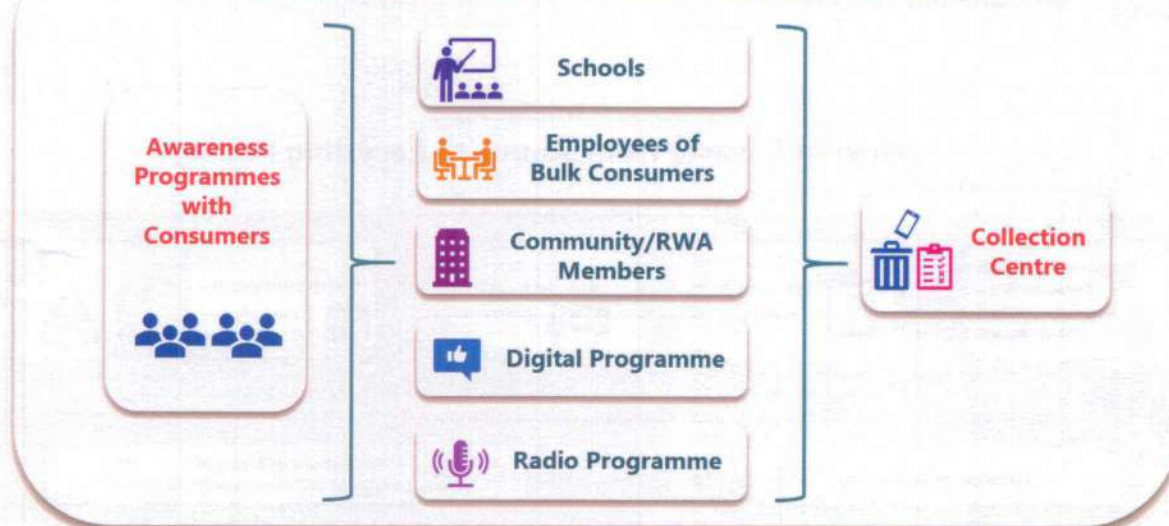 Awareness
Programmes
with
Consumers
Schools
Employees of
Bulk Consumers
Community/RWA
Members
Digital Programme
Radio Programme
Collection
Centre